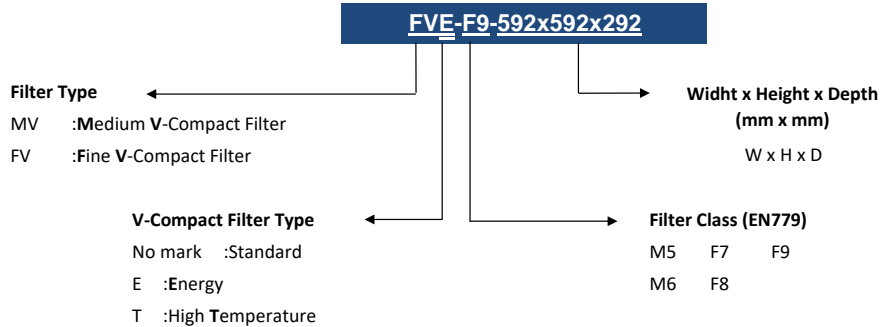 FVE-F9-592x592x292
Filter Type
MV :Medium V-Compact Filter
FV :Fine V-Compact Filter
Widht x Height x Depth
(mm x mm)
W x H x D
V-Compact Filter Type
No mark :Standard
E :Energy
T :High Temperature
Filter Class (EN779)
M5 F7 F9
M6 F8